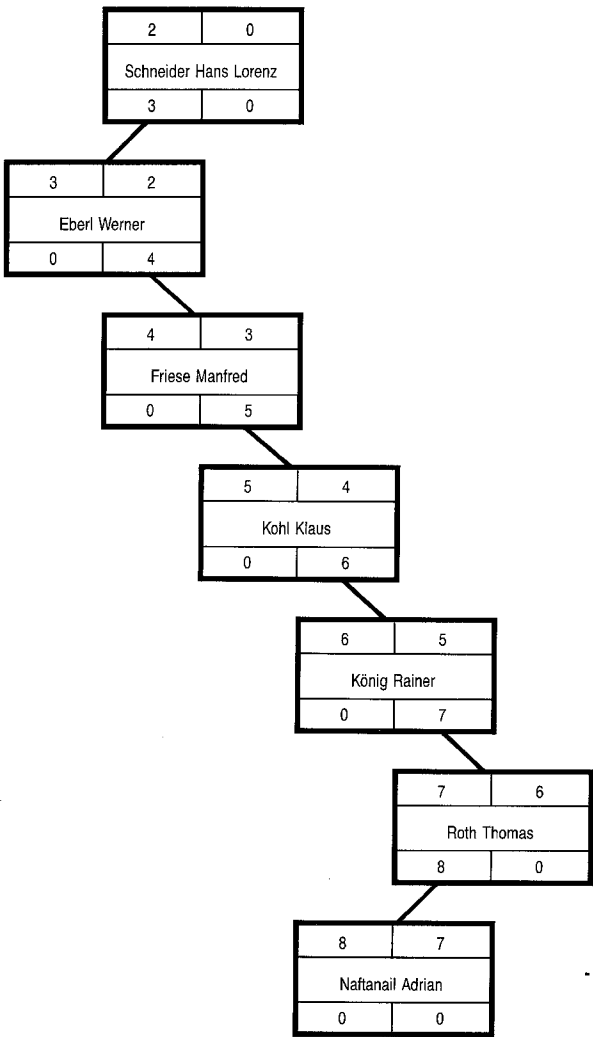 2 0
Schneider Hans Lorenz
3 0
3 2
Eberl Werner
0 4
4 3
Friese Manfred
0 5
5 4
Kohl Klaus
0 6
6 5
König Rainer
0 7
7 6
Roth Thomas
8 0
8 7
Naftanail Adrian
0 0